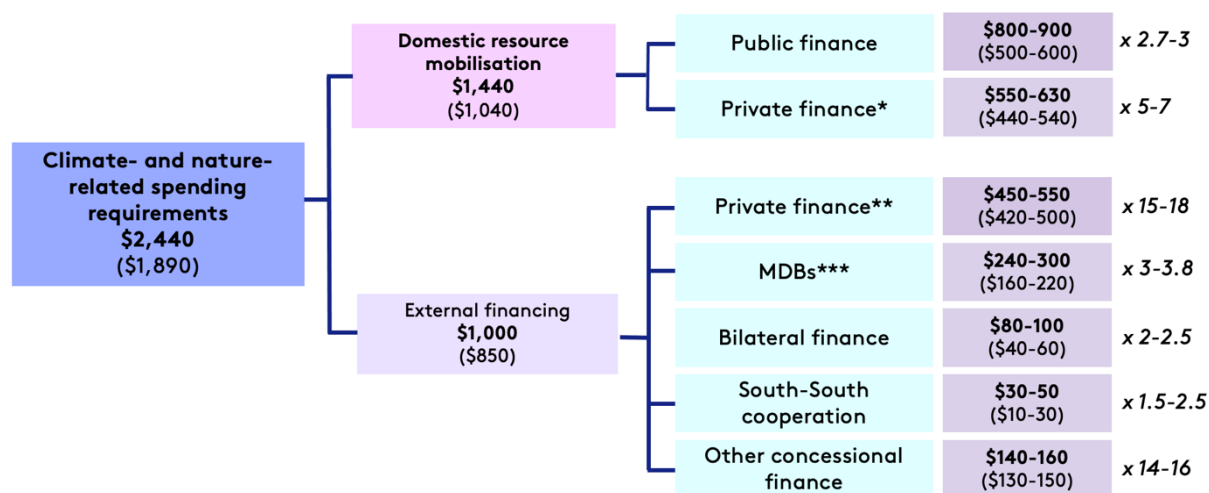 Climate- and nature-
related spending
requirements
$2,440
($1,890)
Domestic resource
mobilisation
$1,440
($1,040)
Public finance
$800-900
($500-600)
x 2.7-3
Private finance*
$550-630
($440-540)
x 5-7
External financing
$1,000
($850)
Private finance**
$450-550
($420-500)
x 15-18
MDBs***
$240-300
($160-220)
x 3-3.8
Bilateral finance
$80-100
($40-60)
x 2-2.5
South-South
cooperation
$30-50
($10-30)
x 1.5-2.5
Other concessional
finance
$140-160
($130-150)
x 14-16